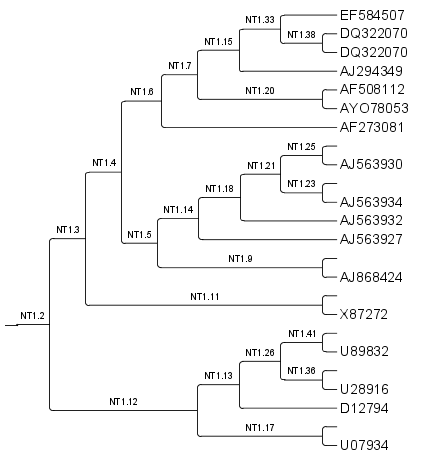 EF584507
NT1.33
DQ322070
NT1.38
NT1.15
DQ322070
NT1.7
AJ294349
AF508112
NT1.20
NT1.6
AYO78053
AF273081
NT1.25
NT1.4
NT1.21
AJ563930
NT1.23
NT1.18
AJ563934
NT1.14
AJ563932
NT1.3
NT1.5
AJ563927
NT1.9
AJ868424
NT1.11
X87272
NT1.2
NT1.41
U89832
NT1.26
NT1.36
NT1.13
U28916
NT1.12
D12794
NT1.17
U07934